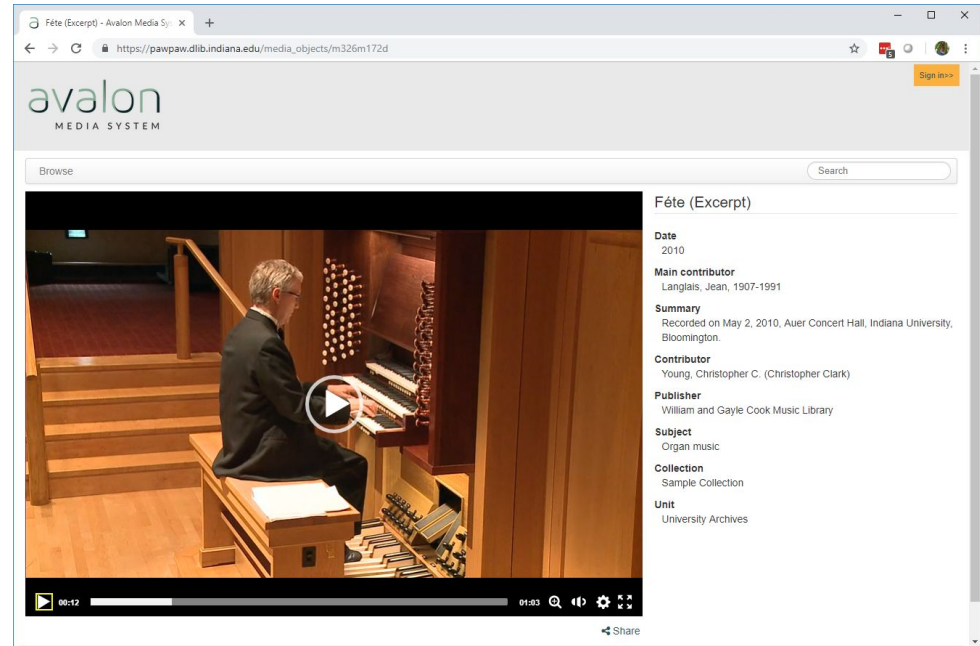 Féte (Excerpt) - Avalon Media Sy
https://pawpaw.dlib.indiana.edu/media_objects/m326m172d
5
Sign in>>
avalon
MEDIA SYSTEM
Browse
Search
Féte (Excerpt)
Date
2010
Main contributor
Langlais, Jean, 1907-1991
Summary
Recorded on May 2, 2010, Auer Concert Hall, Indiana University,
Bloomington.
Contributor
Young, Christopher C. (Christopher Clark)
Publisher
William and Gayle Cook Music Library
Subject
Organ music
Collection
Sample Collection
Unit
University Archives
00:12
01:03
Share